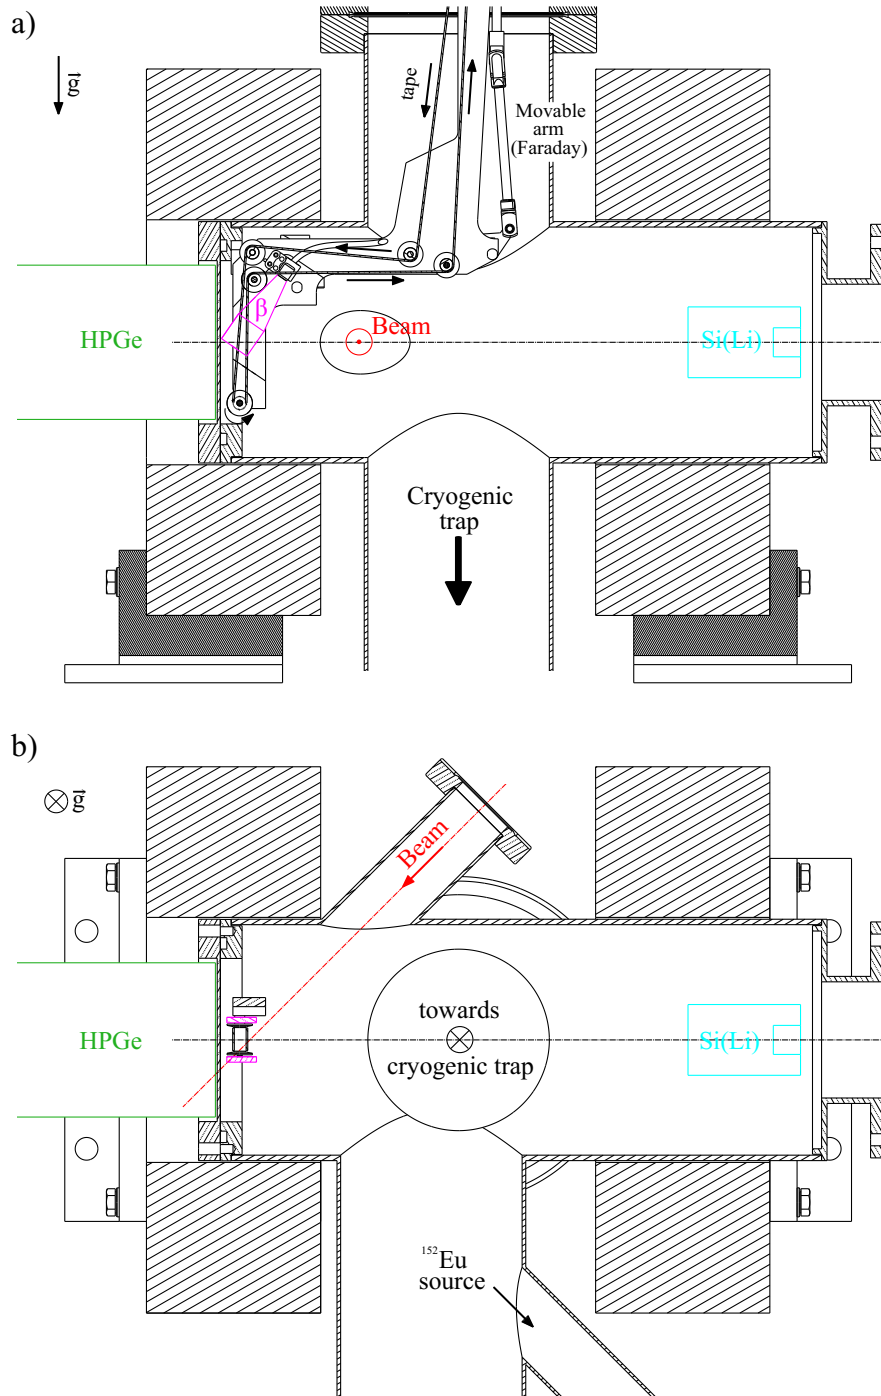 a)
g
tape
Movable
arm
(Faraday)
β
HPGe
Beam
Si(Li)
Cryogenic
trap
b)
g
Beam
towards
HPGe
Si(Li)
cryogenic trap
¹⁵²Eu
source